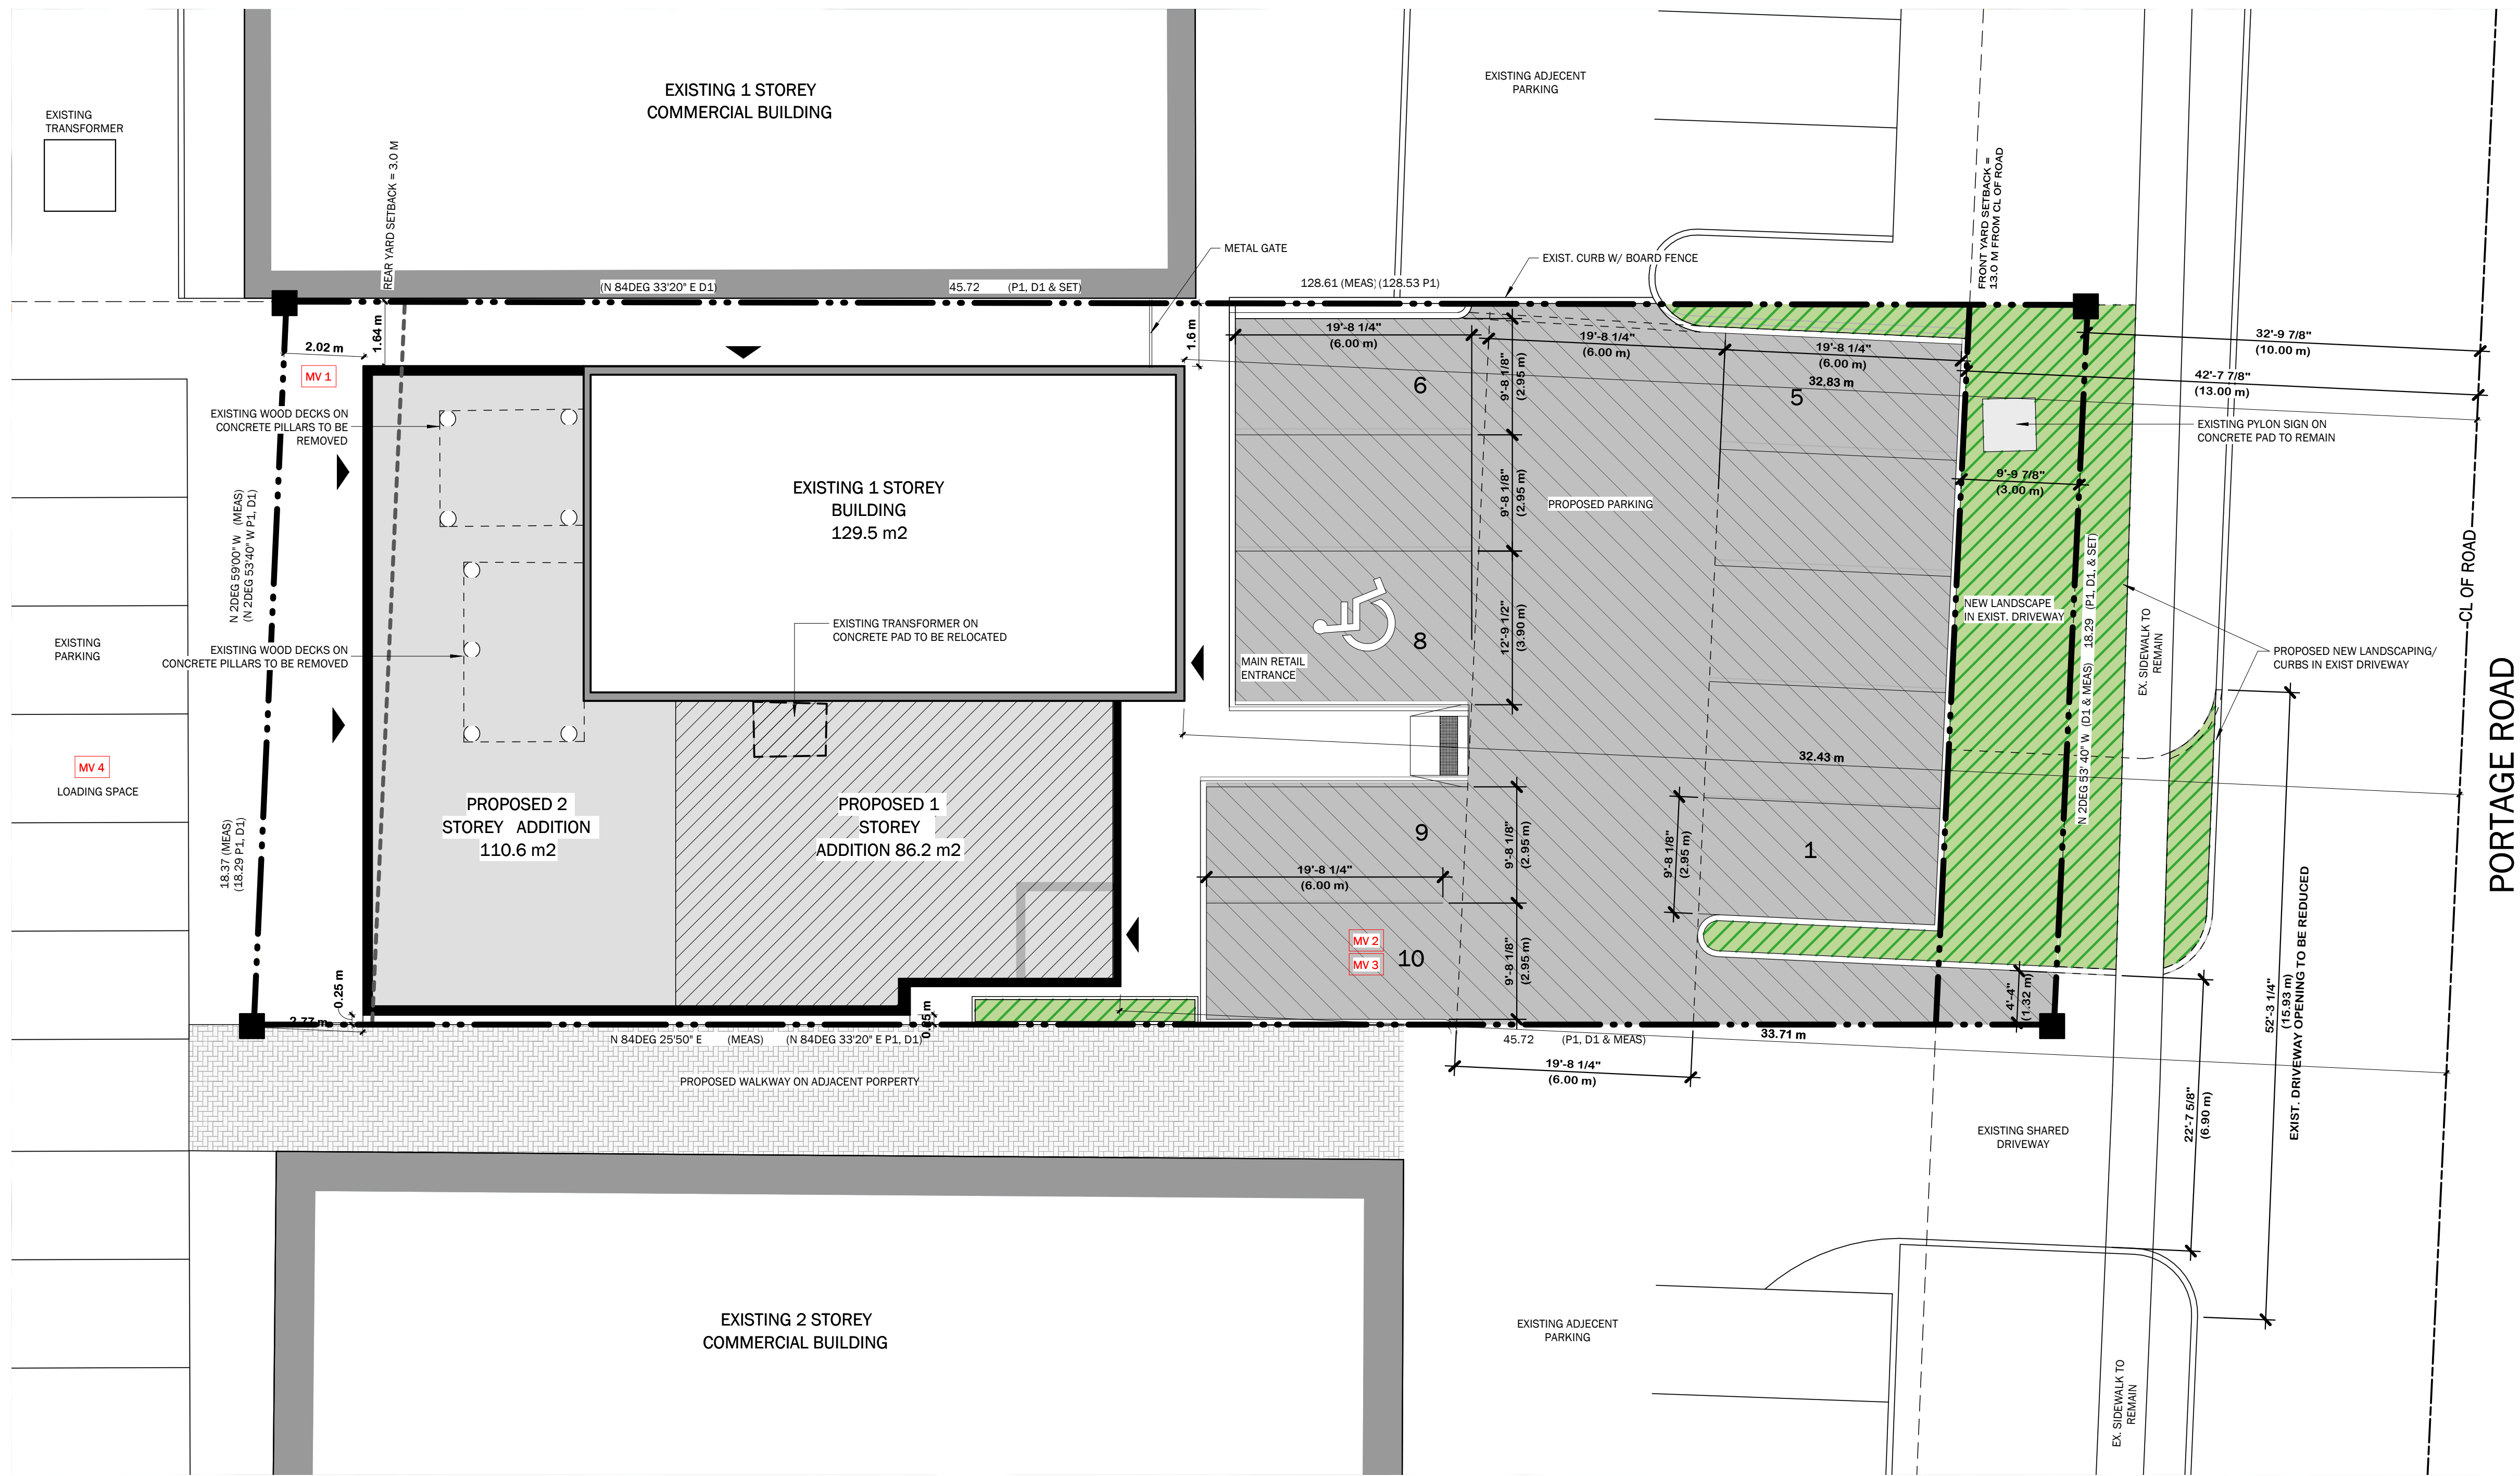 EXISTING 1 STOREY
COMMERCIAL BUILDING
EXISTING ADJECENT
PARKING
EXISTING
TRANSFORMER
REAR YARD SETBACK = 3.0 M
FRONT YARD SETBACK =
13.0 M FROM CL OF ROAD
METAL GATE
EXIST. CURB W/ BOARD FENCE
(N 84DEG 33'20" E D1)
45.72 (P1, D1 & SET)
128.61 (MEAS) (128.53 P1)
2.02 m
1.64 m
1.6 m
MV 1
19'-8 1/4"
(6.00 m)
19'-8 1/4"
(6.00 m)
19'-8 1/4"
(6.00 m)
32.83 m
32'-9 7/8"
(10.00 m)
42'-7 7/8"
(13.00 m)
6
5
9'-8 1/8"
(2.95 m)
EXISTING WOOD DECKS ON
CONCRETE PILLARS TO BE
REMOVED
EXISTING PYLON SIGN ON
CONCRETE PAD TO REMAIN
EXISTING 1 STOREY
BUILDING
129.5 m2
9'-8 1/8"
(2.95 m)
PROPOSED PARKING
9'-9 7/8"
(3.00 m)
N 2DEG 59'00" W (MEAS)
(N 2DEG 53'40" W P1, D1)
N 2DEG 53' 40" W (D1 & MEAS) 18.29 (P1, D1, & SET)
CL OF ROAD
EXISTING TRANSFORMER ON
CONCRETE PAD TO BE RELOCATED
NEW LANDSCAPE
IN EXIST. DRIVEWAY
EX. SIDEWALK TO
REMAIN
EXISTING
PARKING
EXISTING WOOD DECKS ON
CONCRETE PILLARS TO BE REMOVED
8
12'-9 1/2"
(3.90 m)
MAIN RETAIL
ENTRANCE
PROPOSED NEW LANDSCAPING/
CURBS IN EXIST DRIVEWAY
PORTAGE ROAD
MV 4
LOADING SPACE
32.43 m
PROPOSED 2
STOREY ADDITION
110.6 m2
PROPOSED 1
STOREY
ADDITION 86.2 m2
18.37 (MEAS)
(18.29 P1, D1)
9
9'-8 1/8"
(2.95 m)
9'-8 1/8"
(2.95 m)
1
19'-8 1/4"
(6.00 m)
MV 2
MV 3
10
9'-8 1/8"
(2.95 m)
0.25 m
2.77 m
4'-4"
(1.32 m)
52'-3 1/4"
(15.93 m)
EXIST. DRIVEWAY OPENING TO BE REDUCED
N 84DEG 25'50" E (MEAS) (N 84DEG 33'20" E P1, D1)
45.72 (P1, D1 & MEAS)
33.71 m
19'-8 1/4"
(6.00 m)
PROPOSED WALKWAY ON ADJACENT PORPERTY
22'-7 5/8"
(6.90 m)
EXISTING SHARED
DRIVEWAY
EXISTING 2 STOREY
COMMERCIAL BUILDING
EXISTING ADJECENT
PARKING
EX. SIDEWALK TO
REMAIN